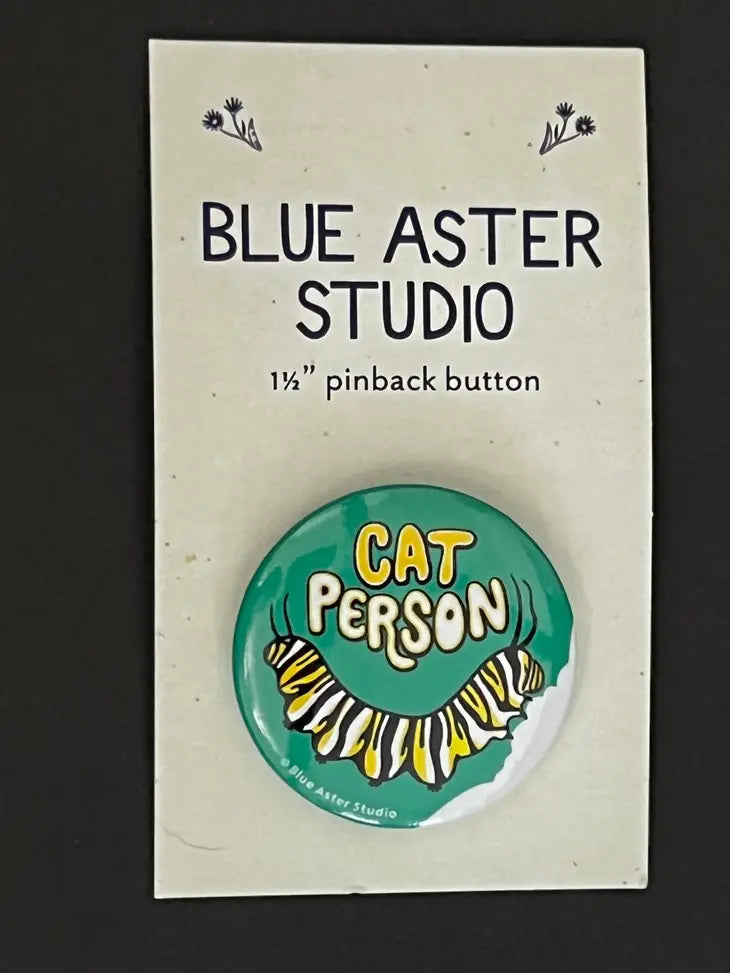 BLUE ASTER
STUDIO
1½” pinback button
CAT
PERSON
© Blue Aster Studio